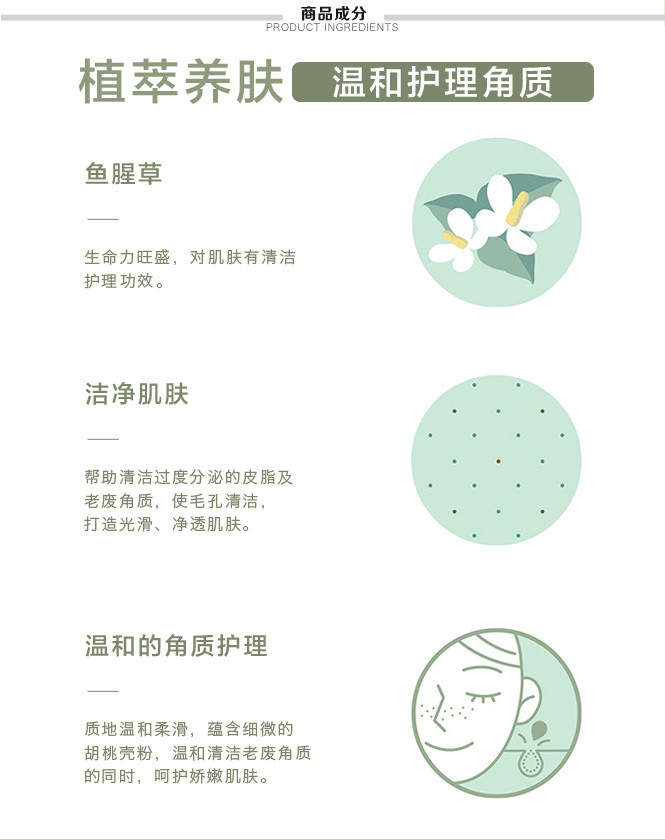 商品成分
PRODUCT INGREDIENTS
植萃养肤 温和护理角质
鱼腥草
生命力旺盛，对肌肤有清洁
护理功效。
洁净肌肤
帮助清洁过度分泌的皮脂及
老废角质，使毛孔清洁，
打造光滑、净透肌肤。
温和的角质护理
质地温和柔滑，蕴含细微的
胡桃壳粉，温和清洁老废角质
的同时，呵护娇嫩肌肤。